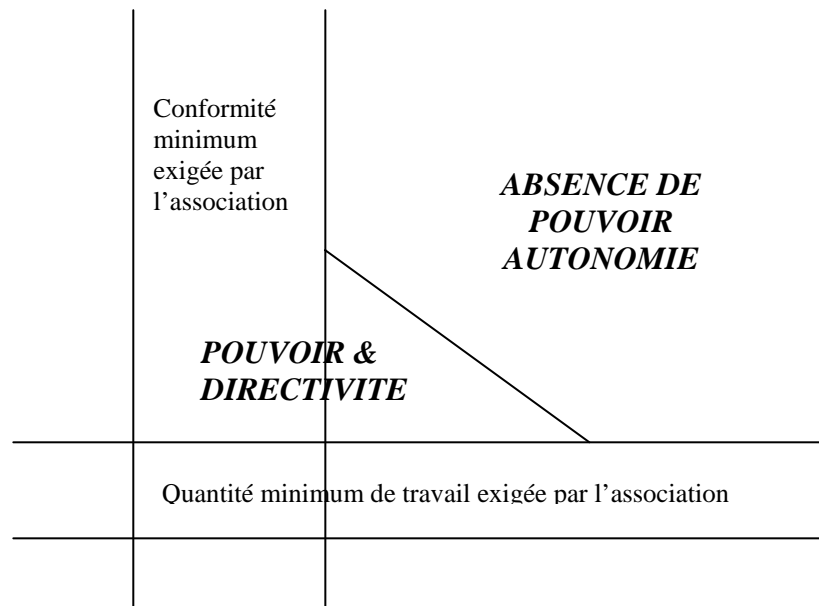 Conformité
minimum
exigée par
l’association
ABSENCE DE
POUVOIR
AUTONOMIE
POUVOIR &
DIRECTIVITE
Quantité minimum de travail exigée par l’association